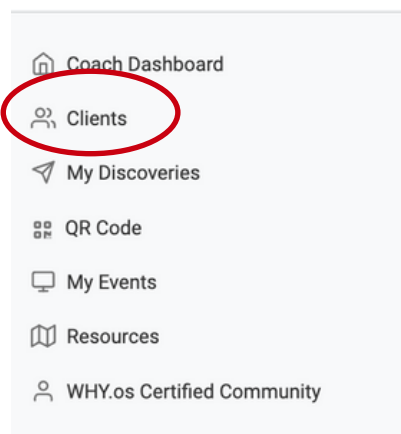 Coach Dashboard
Clients
My Discoveries
QR Code
My Events
Resources
WHY.os Certified Community